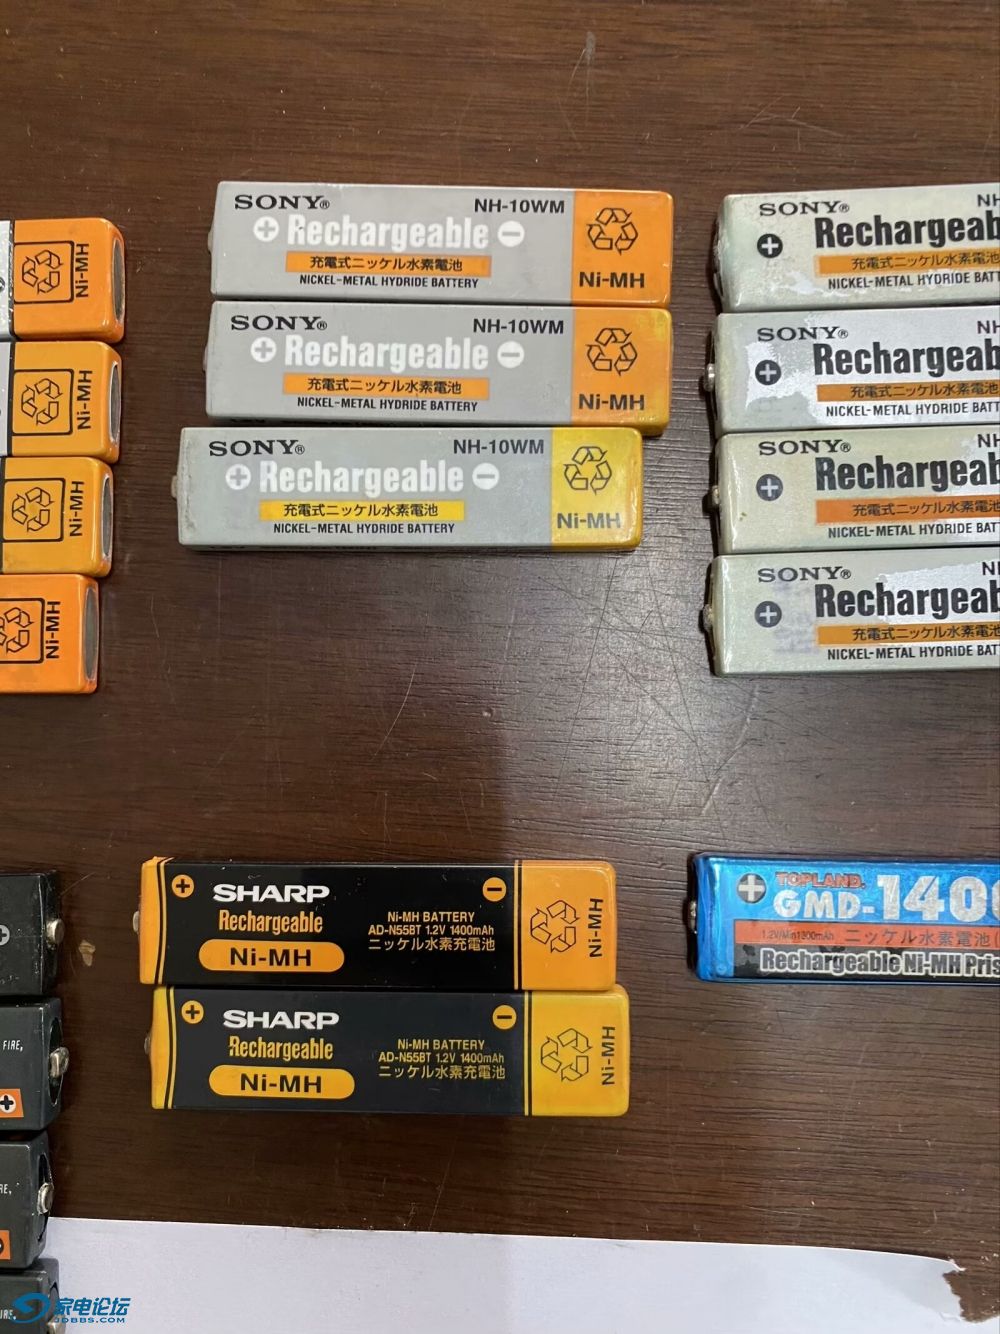 Ni-MH
Ni-MH
Ni-MH
Ni-MH
SONY® NH-10WM
+ Rechargeable −
充電式ニッケル水素電池
NICKEL-METAL HYDRIDE BATTERY
Ni-MH
SONY® NH-10WM
+ Rechargeable −
充電式ニッケル水素電池
NICKEL-METAL HYDRIDE BATTERY
Ni-MH
SONY® NH-10WM
+ Rechargeable −
充電式ニッケル水素電池
NICKEL-METAL HYDRIDE BATTERY
Ni-MH
SONY® NH
+ Rechargeab
充電式ニッケル水素電
NICKEL-METAL HYDRIDE BATT
SONY® NH
+ Rechargeab
充電式ニッケル水素電
NICKEL-METAL HYDRIDE BATT
SONY® NH
+ Rechargeab
充電式ニッケル水素電
NICKEL-METAL HYDRIDE BATT
SONY®
+ Rechargeab
充電式ニッケル水素電
NICKEL-METAL HYDRIDE BATT
FIRE,
+ SHARP −
Rechargeable
Ni-MH
Ni-MH BATTERY
AD-N55BT 1.2V 1400mAh
ニッケル水素充電池
Ni-MH
+ SHARP −
Rechargeable
Ni-MH
Ni-MH BATTERY
AD-N55BT 1.2V 1400mAh
ニッケル水素充電池
Ni-MH
+ TOPLAND.
GMD-1400
1.2V/Min1300mAh ニッケル水素電池
Rechargeable Ni-MH Pris
家电论坛
JDBBS.COM